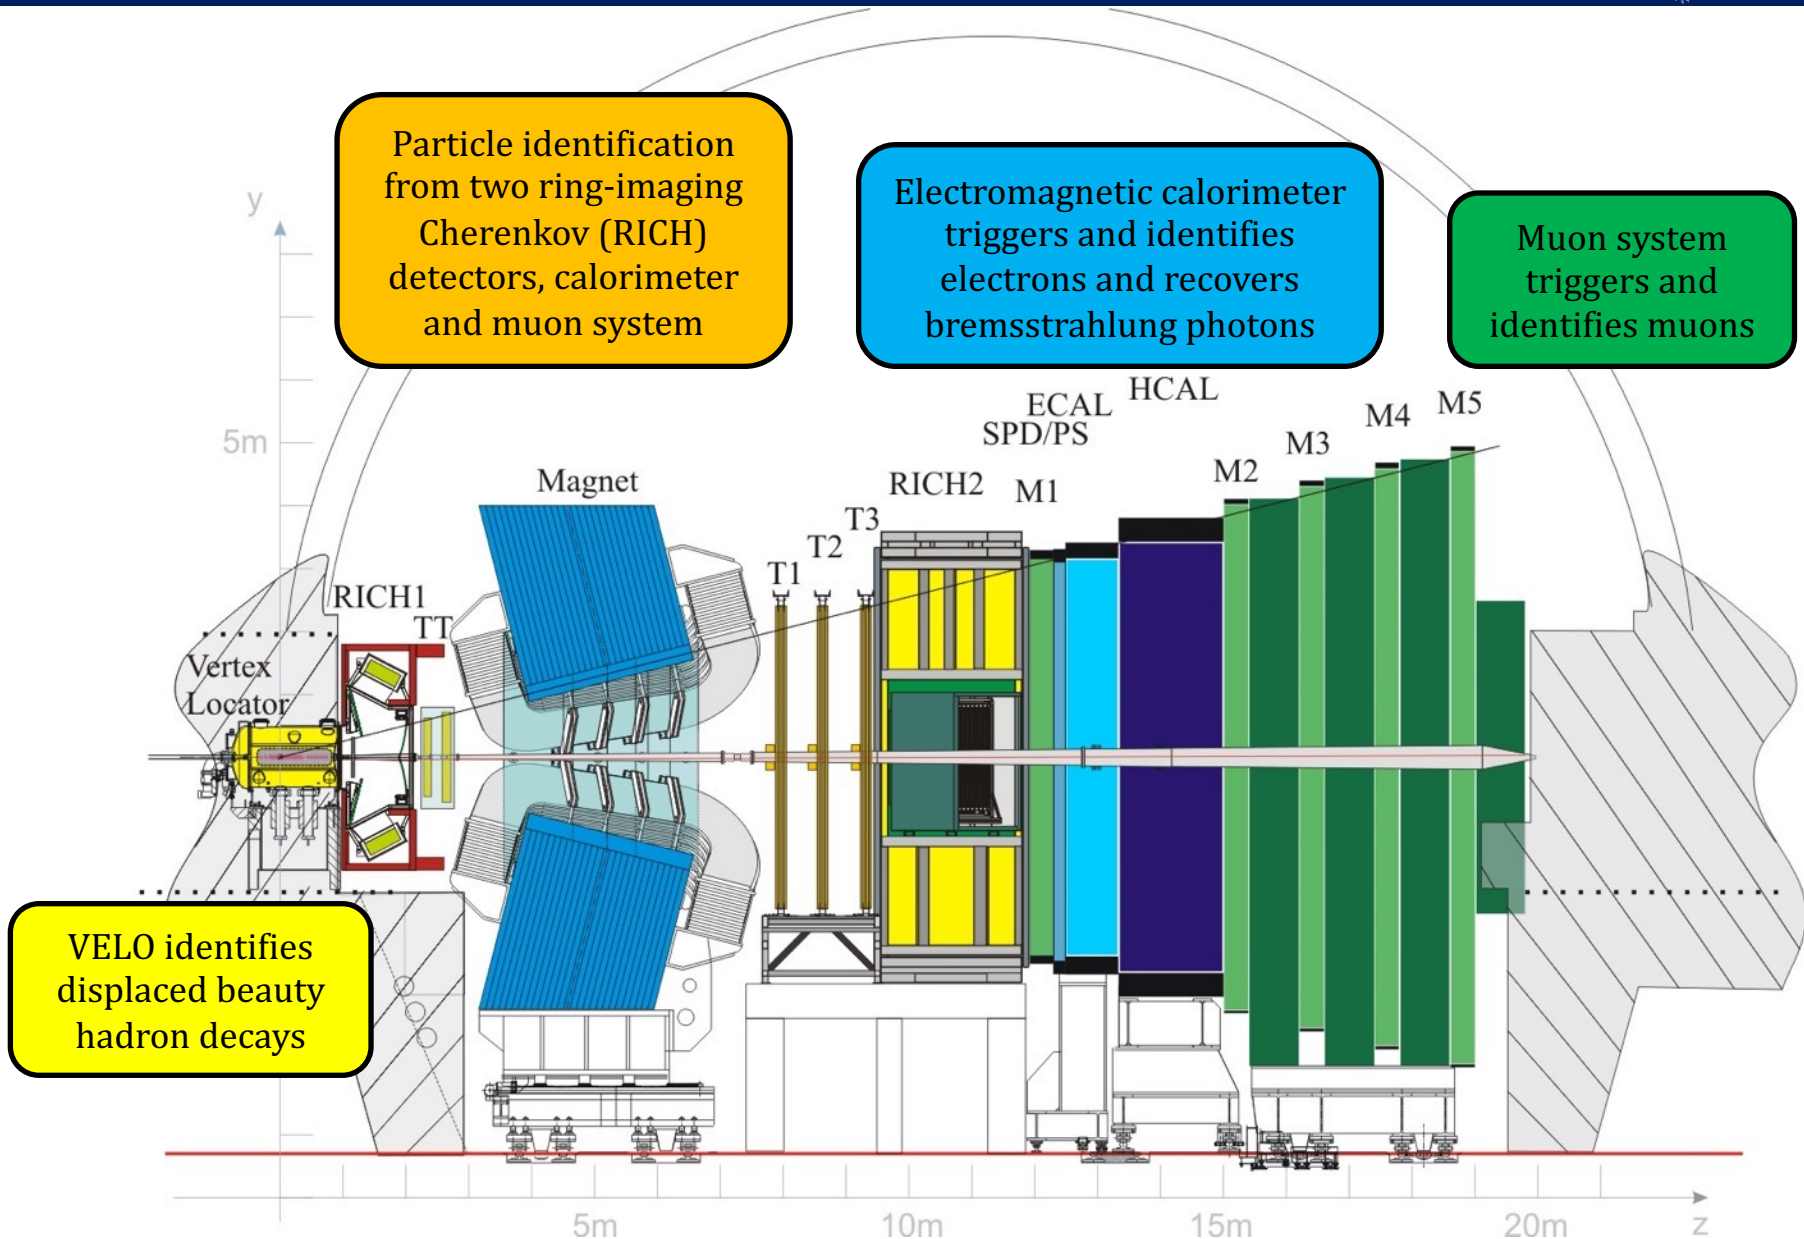 Particle identification
from two ring-imaging
Cherenkov (RICH)
detectors, calorimeter
and muon system
Electromagnetic calorimeter
triggers and identifies
electrons and recovers
bremsstrahlung photons
Muon system
triggers and
identifies muons
y
5m
Magnet
RICH1
TT
Vertex
Locator
T1
T2
T3
RICH2
M1
SPD/PS
ECAL
HCAL
M2
M3
M4
M5
VELO identifies
displaced beauty
hadron decays
5m
10m
15m
20m
z